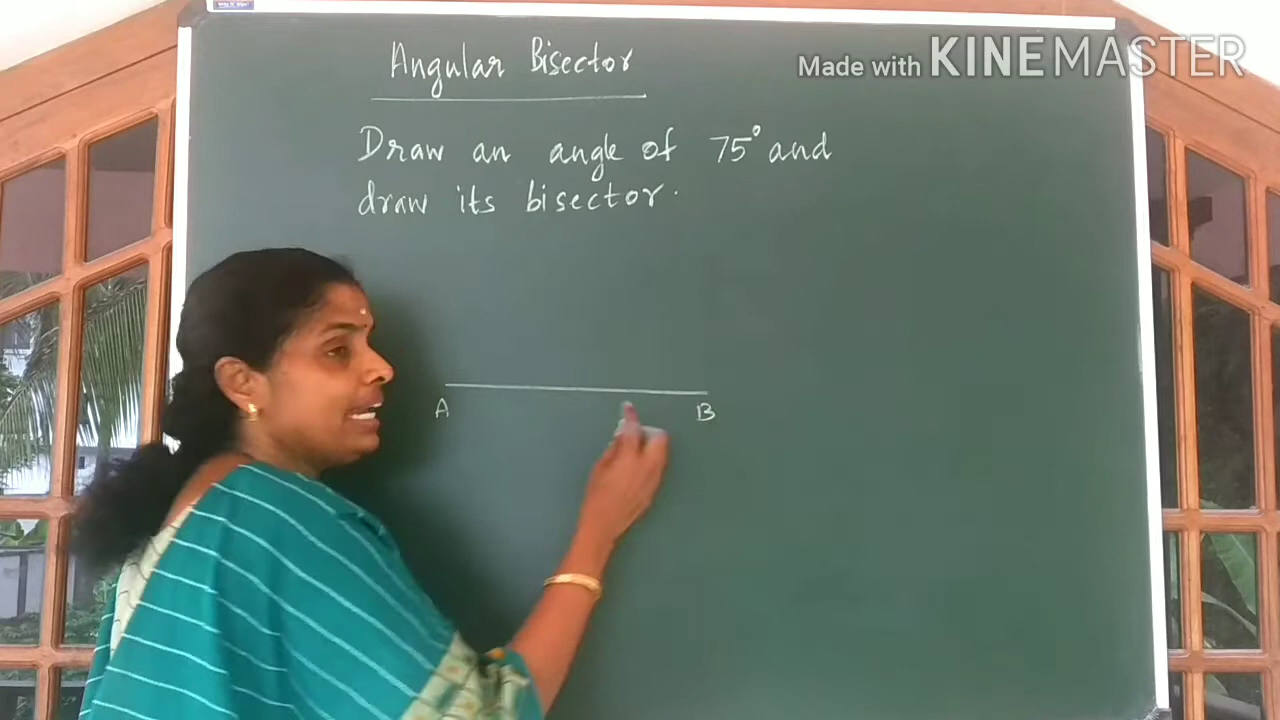 Angular Bisector
Made with KINEMASTER
Draw an angle of 75° and
draw its bisector.
A
B